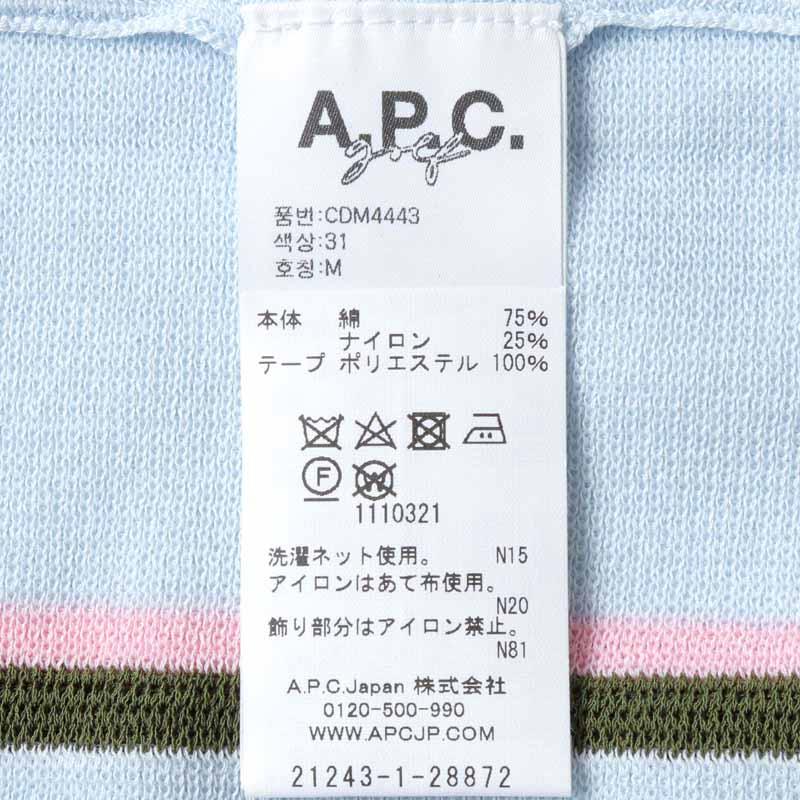 A.P.C.
품번:CDM4443
색상:31
호칭:M
本体 綿 75%
ナイロン 25%
テープ ポリエステル 100%
F W
1110321
洗濯ネット使用。 N15
アイロンはあて布使用。
N20
飾り部分はアイロン禁止。
N81
A.P.C.Japan 株式会社
0120-500-990
WWW.APCJP.COM
21243-1-28872